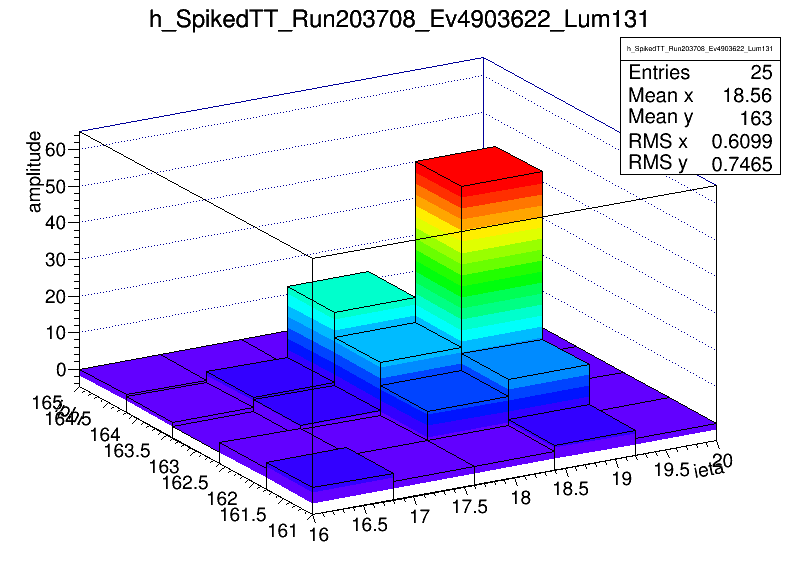 h_SpikedTT_Run203708_Ev4903622_Lum131
h_SpikedTT_Run203708_Ev4903622_Lum131
Entries 25
Mean x 18.56
Mean y 163
RMS x 0.6099
RMS y 0.7465
amplitude
60
50
40
30
20
10
0
165
164.5
164
163.5
163
162.5
162
161.5
161
16
16.5
17
17.5
18
18.5
19
19.5
20
ieta